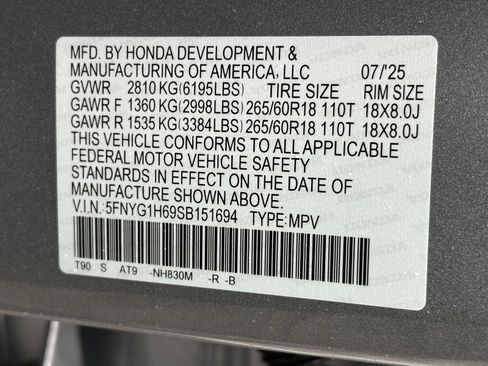 MFD. BY HONDA DEVELOPMENT &
MANUFACTURING OF AMERICA, LLC 07/'25
GVWR 2810 KG(6195LBS) TIRE SIZE RIM SIZE
GAWR F 1360 KG(2998LBS) 265/60R18 110T 18X8.0J
GAWR R 1535 KG(3384LBS) 265/60R18 110T 18X8.0J
THIS VEHICLE CONFORMS TO ALL APPLICABLE
FEDERAL MOTOR VEHICLE SAFETY
STANDARDS IN EFFECT ON THE DATE OF
MANUFACTURE SHOWN ABOVE.
V.I.N.:5FNYG1H69SB151694 TYPE:MPV
T90 S AT9 -NH830M -R -B